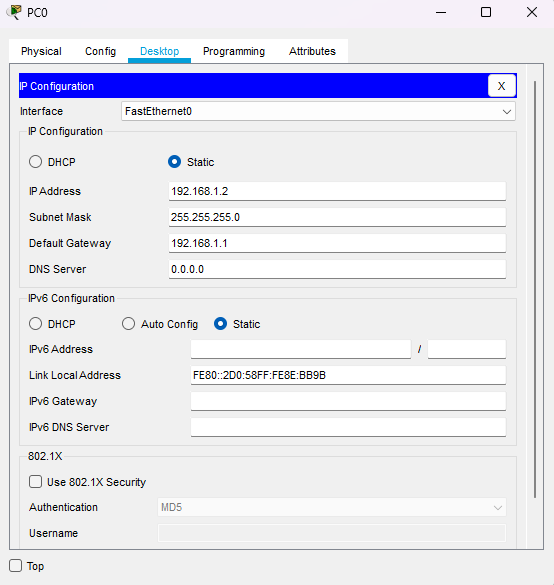 PC0
Physical Config Desktop Programming Attributes
IP Configuration X
Interface FastEthernet0
IP Configuration
DHCP Static
IP Address 192.168.1.2
Subnet Mask 255.255.255.0
Default Gateway 192.168.1.1
DNS Server 0.0.0.0
IPv6 Configuration
DHCP Auto Config Static
IPv6 Address /
Link Local Address FE80::2D0:58FF:FE8E:BB9B
IPv6 Gateway
IPv6 DNS Server
802.1X
Use 802.1X Security
Authentication MD5
Username
Top